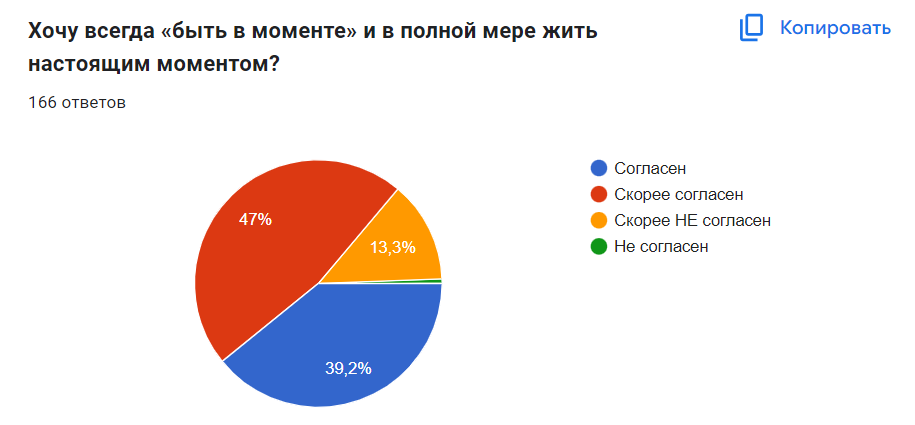 Хочу всегда «быть в моменте» и в полной мере жить
настоящим моментом?
Копировать
166 ответов
47%
13,3%
39,2%
Согласен
Скорее согласен
Скорее НЕ согласен
Не согласен